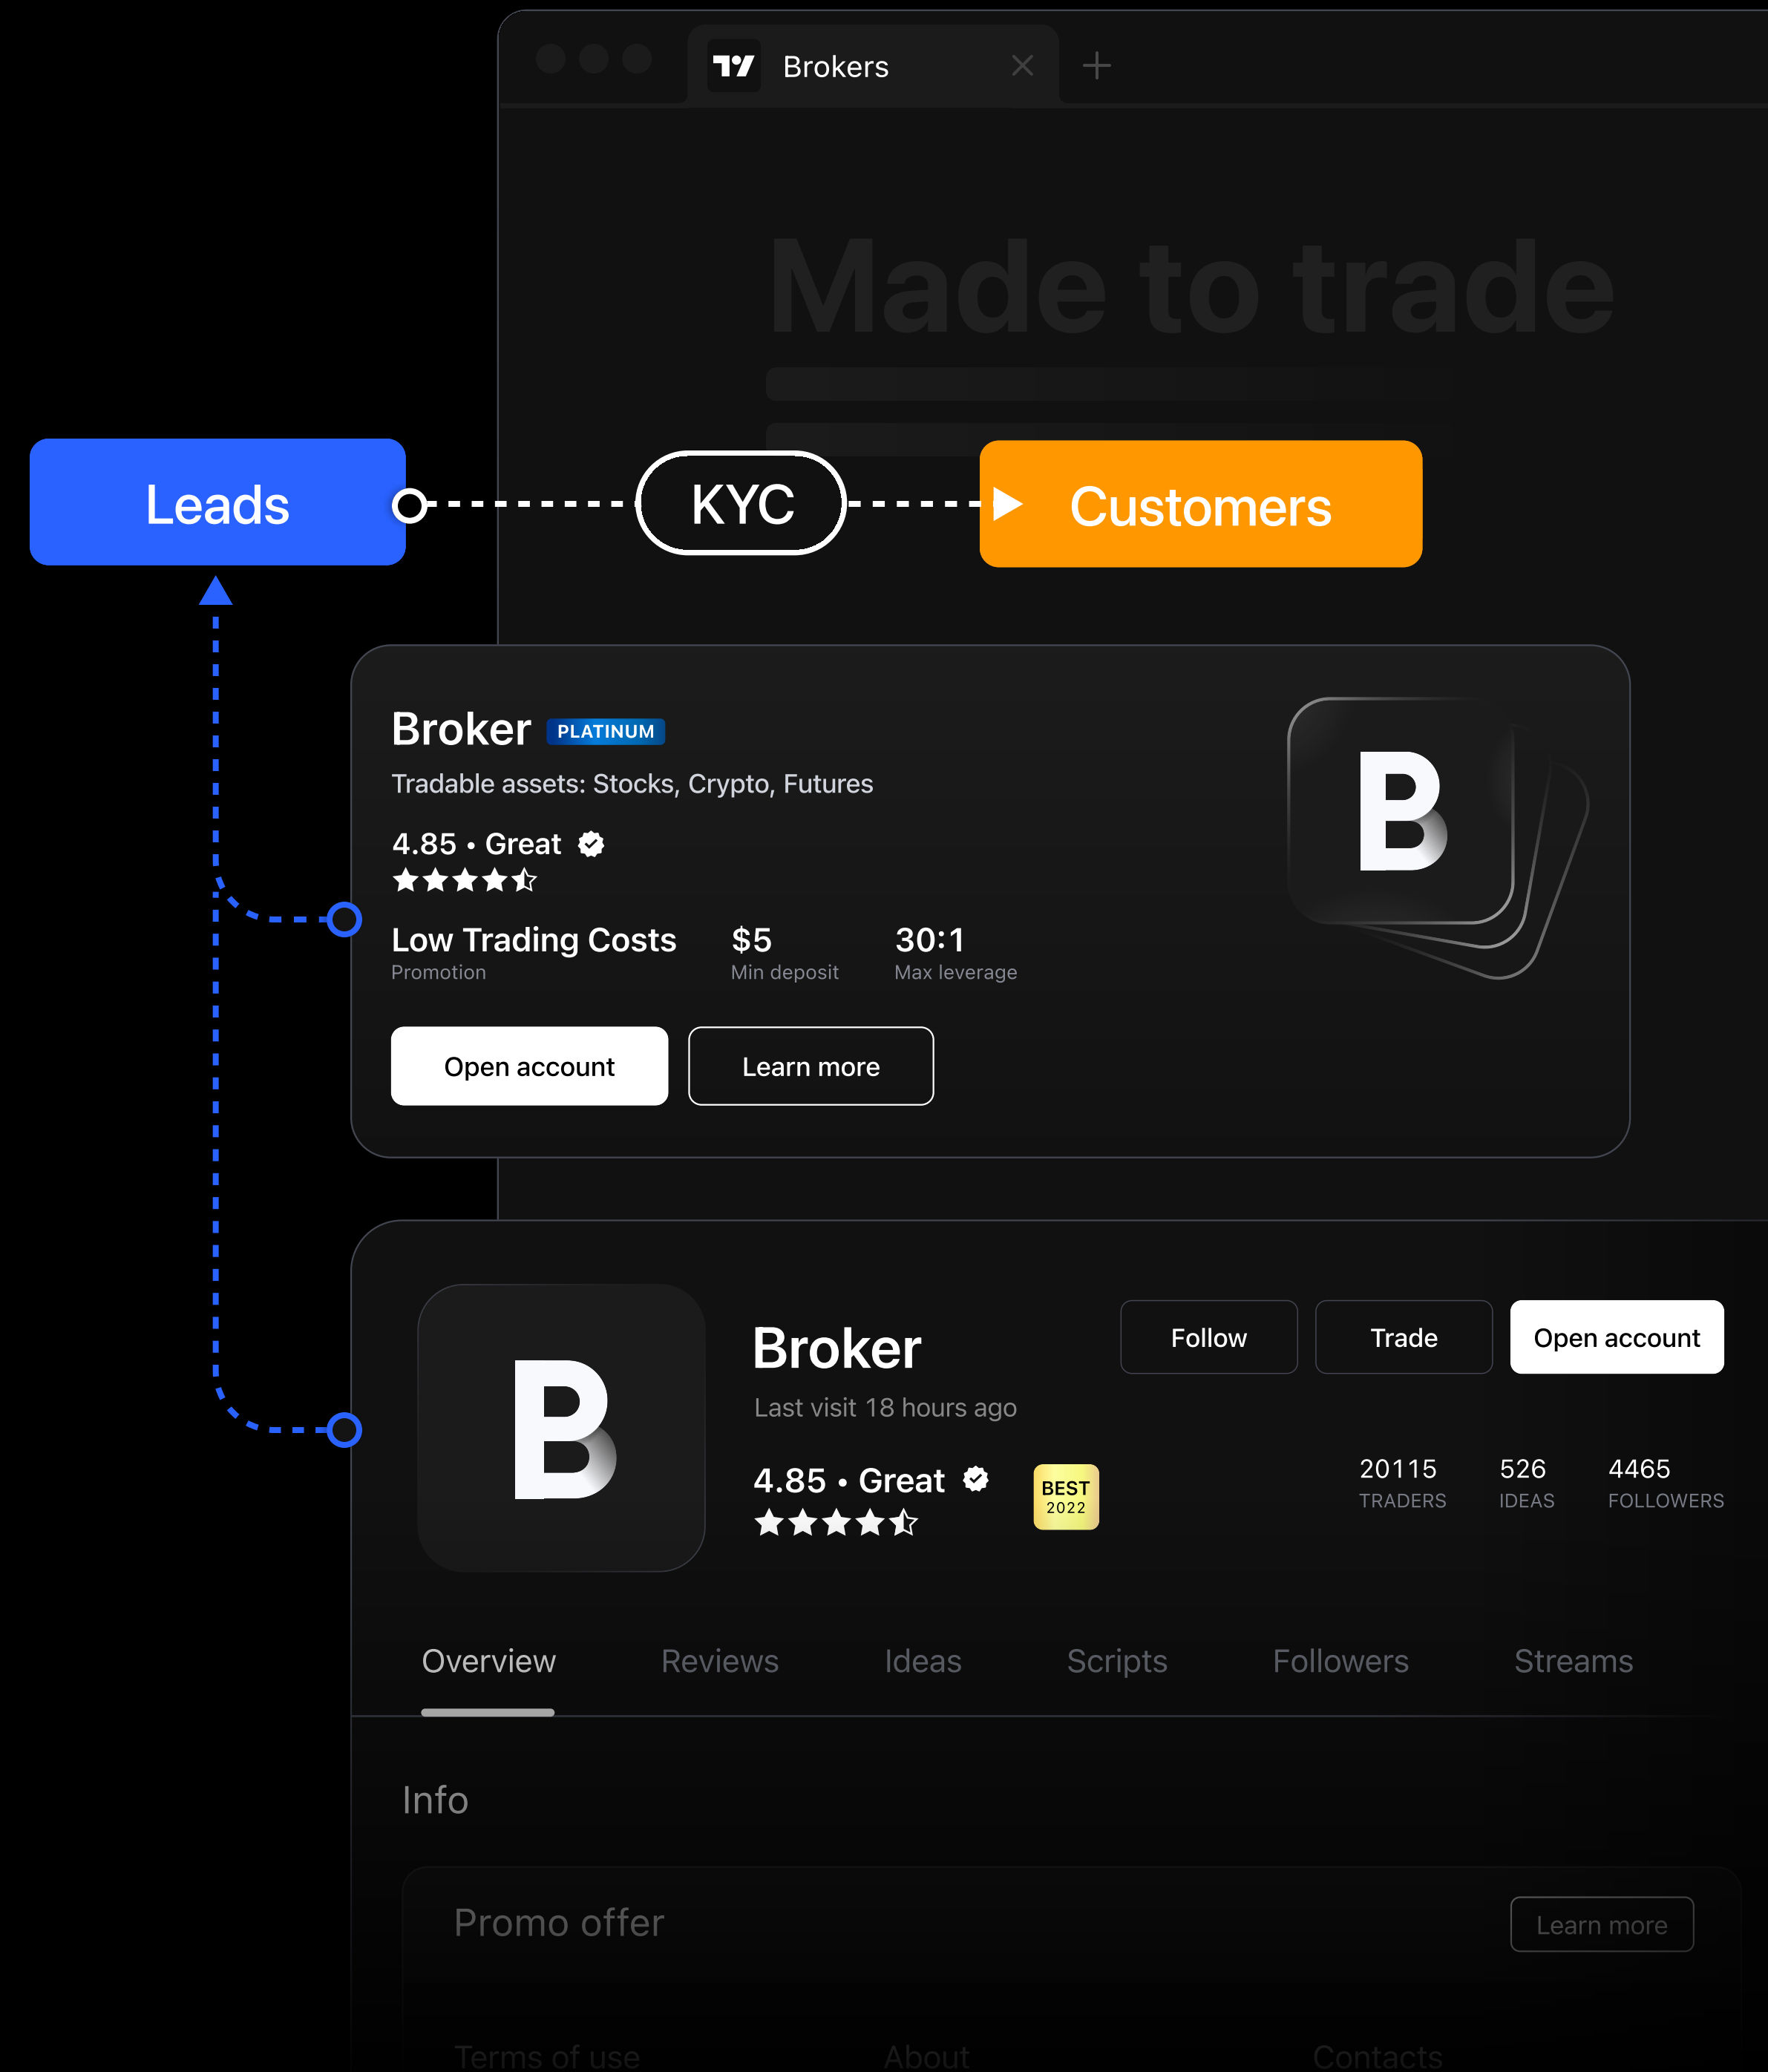 Brokers
Made to trade
Leads
KYC
Customers
Broker PLATINUM
Tradable assets: Stocks, Crypto, Futures
4.85 • Great
Low Trading Costs $5 30:1
Promotion Min deposit Max leverage
Open account Learn more
B
B
Broker
Follow Trade Open account
Last visit 18 hours ago
4.85 • Great
BEST
2022
20115 526 4465
TRADERS IDEAS FOLLOWERS
Overview Reviews Ideas Scripts Followers Streams
Info
Promo offer Learn more
Terms of use About Contacts